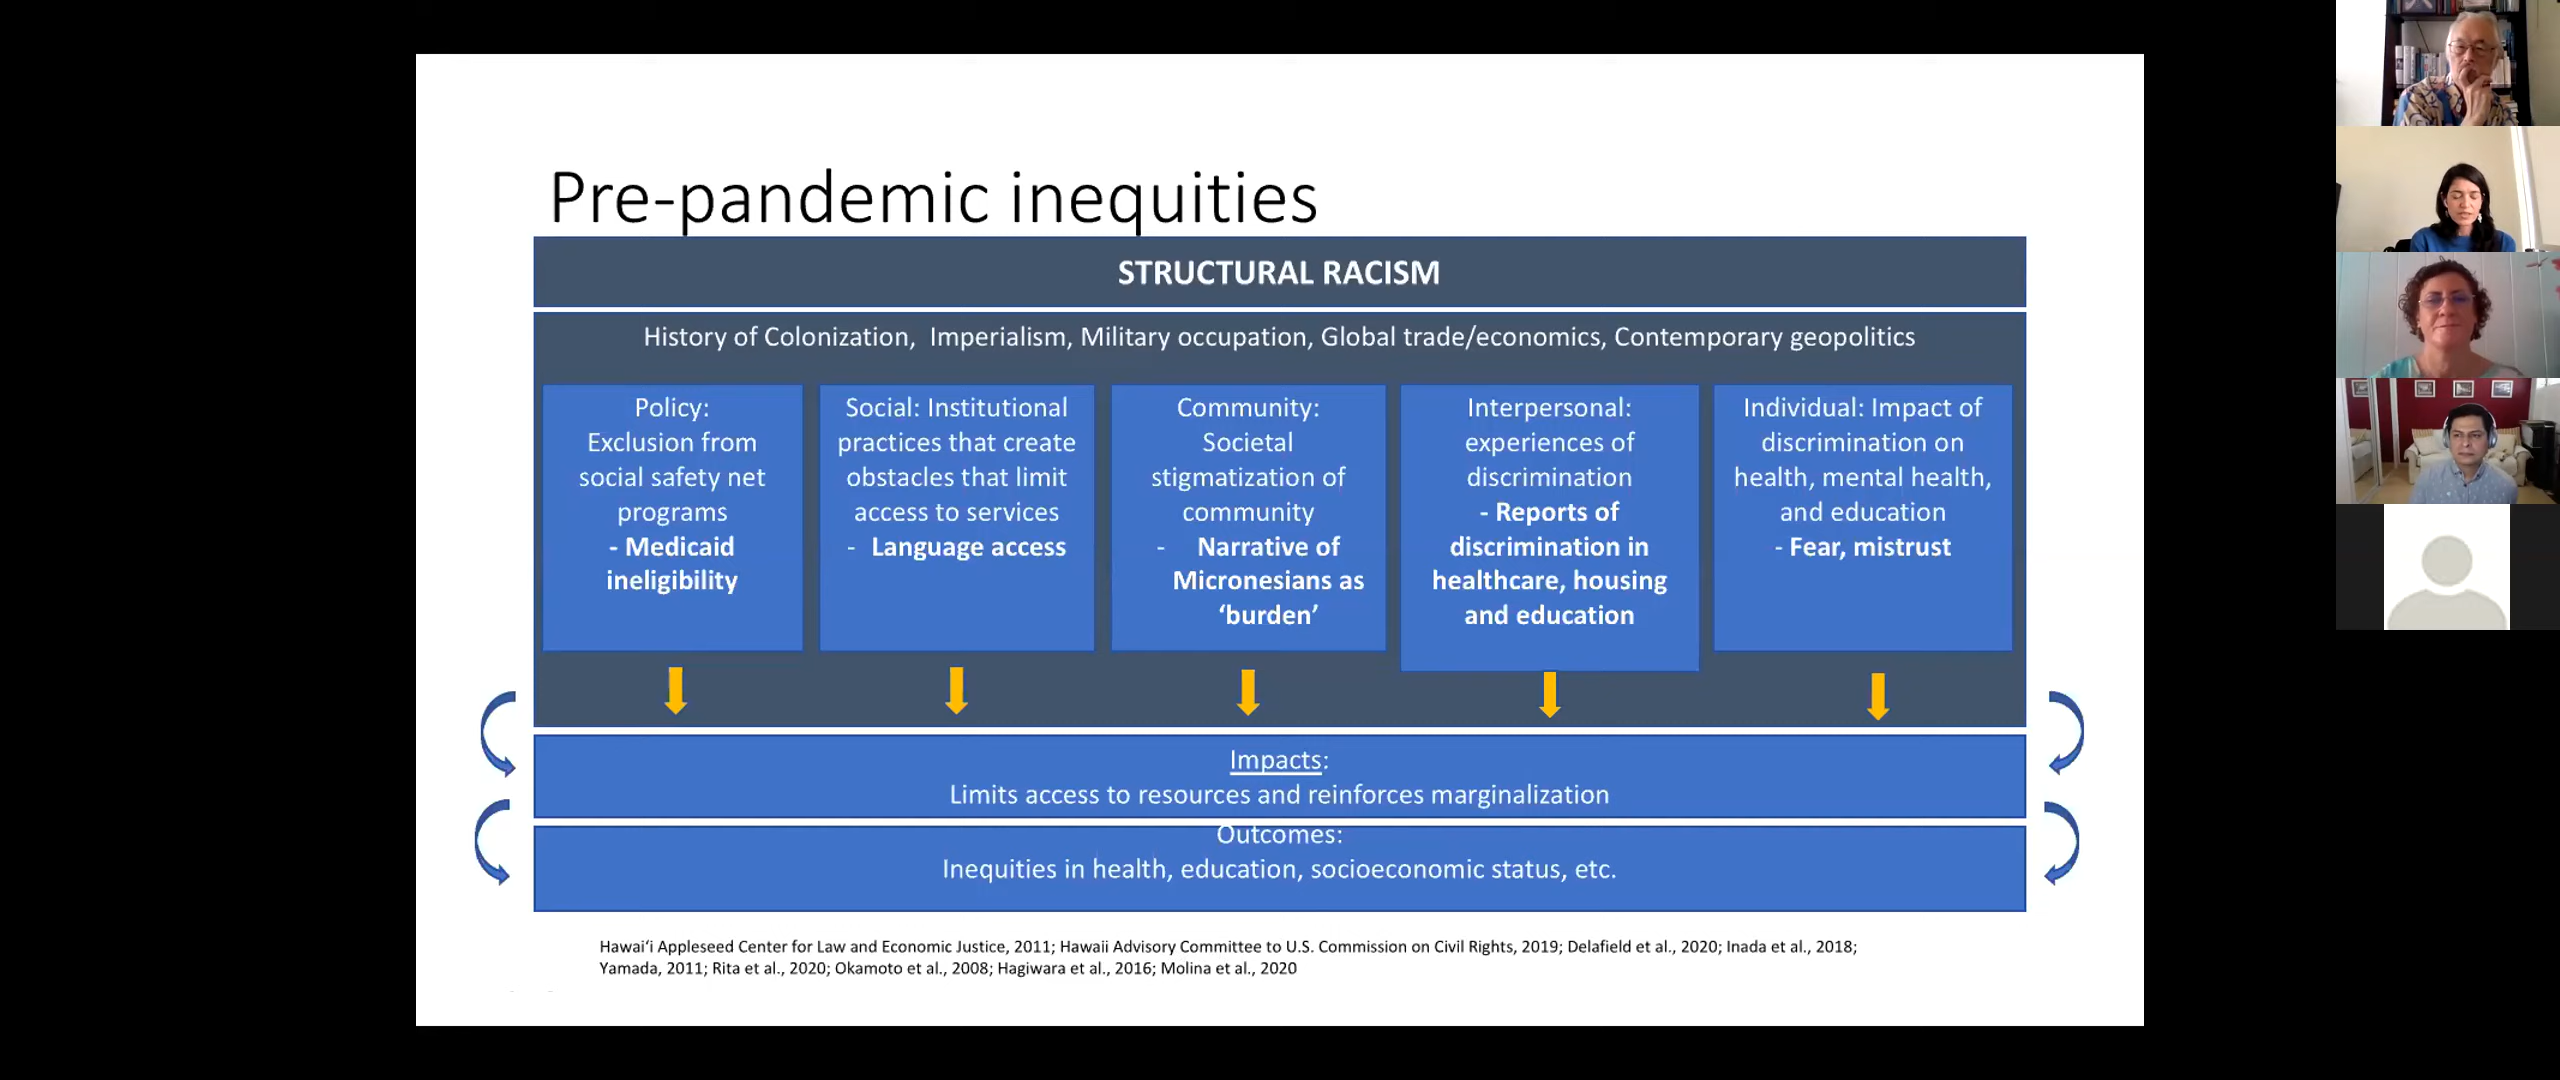 Pre-pandemic inequities
STRUCTURAL RACISM
History of Colonization, Imperialism, Military occupation, Global trade/economics, Contemporary geopolitics
Policy:
Exclusion from
social safety net
programs
- Medicaid
ineligibility
Social: Institutional
practices that create
obstacles that limit
access to services
- Language access
Community:
Societal
stigmatization of
community
- Narrative of
Micronesians as
‘burden’
Interpersonal:
experiences of
discrimination
- Reports of
discrimination in
healthcare, housing
and education
Individual: Impact of
discrimination on
health, mental health,
and education
- Fear, mistrust
Impacts:
Limits access to resources and reinforces marginalization
Outcomes:
Inequities in health, education, socioeconomic status, etc.
Hawai‘i Appleseed Center for Law and Economic Justice, 2011; Hawaii Advisory Committee to U.S. Commission on Civil Rights, 2019; Delafield et al., 2020; Inada et al., 2018;
Yamada, 2011; Rita et al., 2020; Okamoto et al., 2008; Hagiwara et al., 2016; Molina et al., 2020